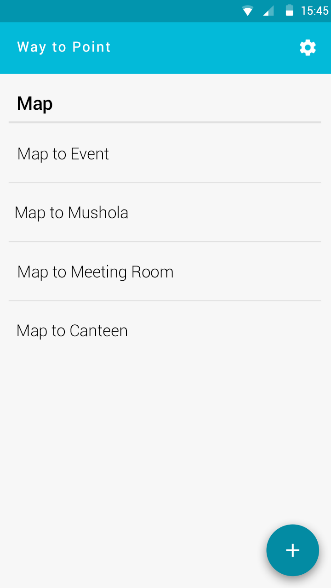 15:45
Way to Point
Map
Map to Event
Map to Mushola
Map to Meeting Room
Map to Canteen
+